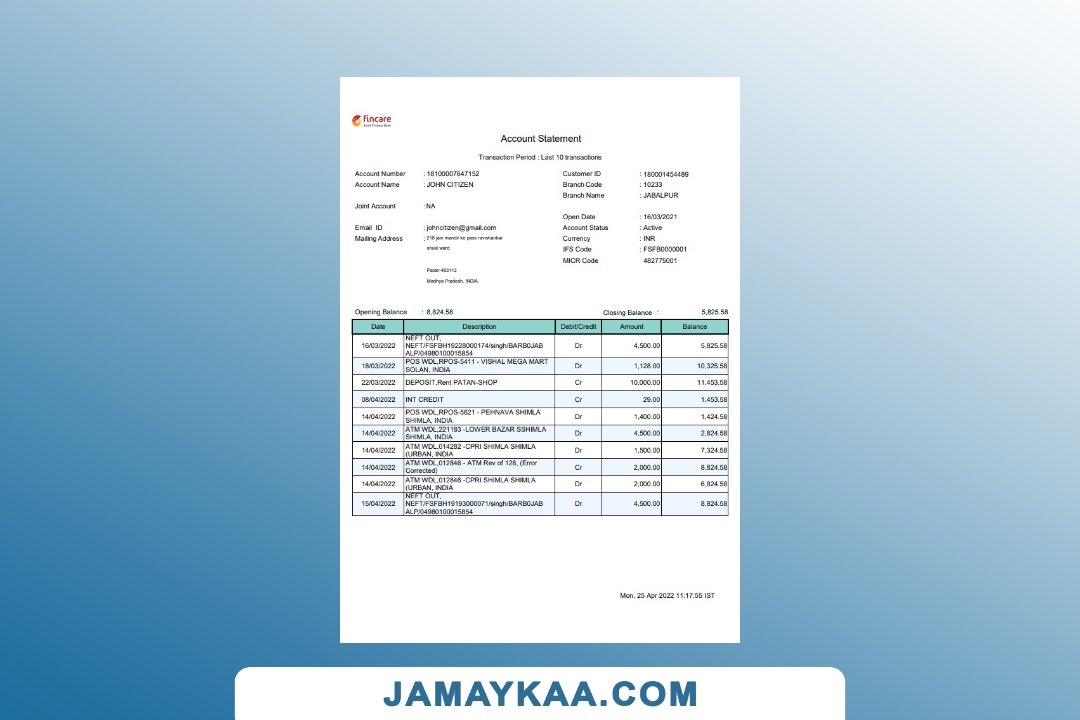 fincare
Small Finance Bank
Account Statement
Transaction Period : Last 10 transactions
Account Number : 18100007647152 Customer ID : 180001454489
Account Name : JOHN CITIZEN Branch Code : 10233
Branch Name : JABALPUR
Joint Account :NA
Open Date : 16/03/2021
Email ID : johncitizen@gmail.com Account Status : Active
Mailing Address : 218 jain mandir ke pass ravishankar Currency : INR
shukl ward IFS Code : FSFB0000001
MICR Code 482775001
Patan-483113
Madhya Pradesh, INDIA
Opening Balance : 8,824.58 Closing Balance : 5,825.58
Date Description Debit/Credit Amount Balance
16/03/2022 NEFT OUT, NEFT/FSFBH19228000174/singh/BARB0JAB ALP/04980100015854 Dr 4,500.00 5,825.58
18/03/2022 POS WDL,RPOS-5411 - VISHAL MEGA MART SOLAN, INDIA Dr 1,128.00 10,325.58
22/03/2022 DEPOSIT,Rent PATAN-SHOP Cr 10,000.00 11,453.58
08/04/2022 INT CREDIT Cr 29.00 1,453.58
14/04/2022 POS WDL,RPOS-5621 - PEHNAVA SHIMLA SHIMLA, INDIA Dr 1,400.00 1,424.58
14/04/2022 ATM WDL,221183 -LOWER BAZAR SSHIMLA SHIMLA, INDIA Dr 4,500.00 2,824.58
14/04/2022 ATM WDL,014282 -CPRI SHIMLA SHIMLA (URBAN, INDIA Dr 1,500.00 7,324.58
14/04/2022 ATM WDL,012846 - ATM Rev of 128, (Error Corrected) Cr 2,000.00 8,824.58
14/04/2022 ATM WDL,012846 -CPRI SHIMLA SHIMLA (URBAN, INDIA Dr 2,000.00 6,824.58
15/04/2022 NEFT OUT, NEFT/FSFBH19193000071/singh/BARB0JAB ALP/04980100015854 Dr 4,500.00 8,824.58
Mon, 25 Apr 2022 11:17:55 IST
JAMAYKAA.COM